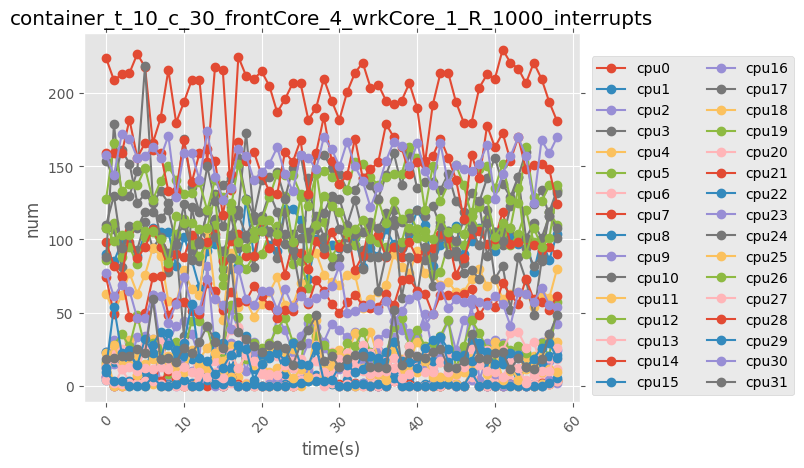 container_t_10_c_30_frontCore_4_wrkCore_1_R_1000_interrupts
num
200
150
100
50
0
0
10
20
30
40
50
60
time(s)
cpu0
cpu1
cpu2
cpu3
cpu4
cpu5
cpu6
cpu7
cpu8
cpu9
cpu10
cpu11
cpu12
cpu13
cpu14
cpu15
cpu16
cpu17
cpu18
cpu19
cpu20
cpu21
cpu22
cpu23
cpu24
cpu25
cpu26
cpu27
cpu28
cpu29
cpu30
cpu31